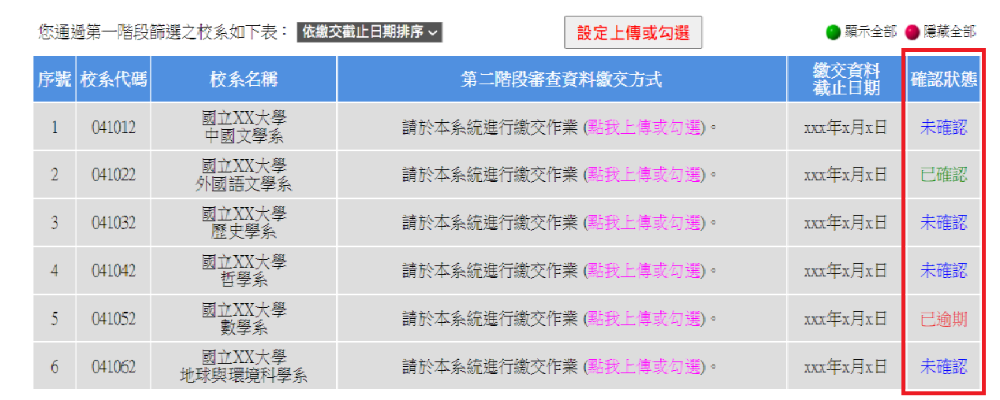 您通過第一階段篩選之校系如下表： 依繳交截止日期排序 設定上傳或勾選 顯示全部 隱藏全部
序號 校系代碼 校系名稱 第二階段審查資料繳交方式 繳交資料 確認狀態
截止日期
1 041012 國立XX大學 請於本系統進行繳交作業 (點我上傳或勾選)。 xxx年x月x日 未確認
中國文學系
2 041022 國立XX大學 請於本系統進行繳交作業 (點我上傳或勾選)。 xxx年x月x日 已確認
外國語文學系
3 041032 國立XX大學 請於本系統進行繳交作業 (點我上傳或勾選)。 xxx年x月x日 未確認
歷史學系
4 041042 國立XX大學 請於本系統進行繳交作業 (點我上傳或勾選)。 xxx年x月x日 未確認
哲學系
5 041052 國立XX大學 請於本系統進行繳交作業 (點我上傳或勾選)。 xxx年x月x日 已逾期
數學系
6 041062 國立XX大學 請於本系統進行繳交作業 (點我上傳或勾選)。 xxx年x月x日 未確認
地球與環境科學系